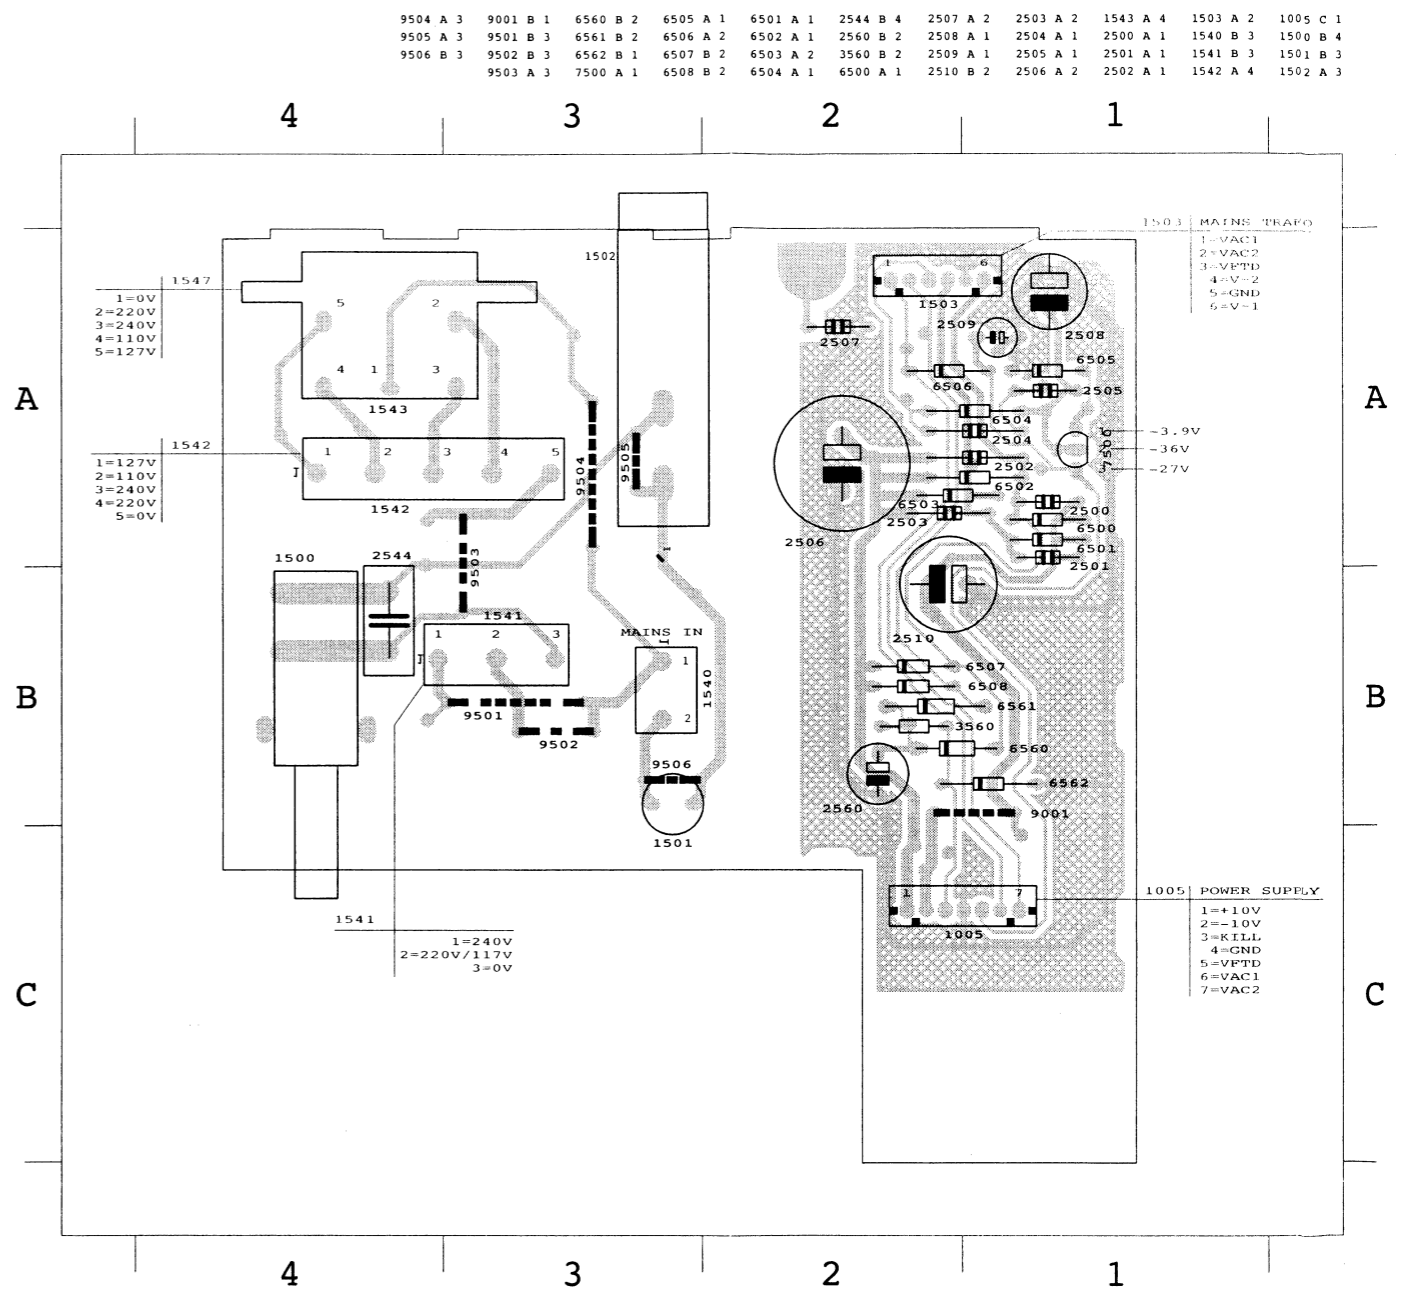 9504 A 3 9001 B 1 6560 B 2 6505 A 1 6501 A 1 2544 B 4 2507 A 2 2503 A 2 1543 A 4 1503 A 2 1005 C 1
9505 A 3 9501 B 3 6561 B 2 6506 A 2 6502 A 1 2560 B 2 2508 A 1 2504 A 1 2500 A 1 1540 B 3 1500 B 4
9506 B 3 9502 B 3 6562 B 1 6507 B 2 6503 A 2 3560 B 2 2509 A 1 2505 A 1 2501 A 1 1541 B 3 1501 B 3
9503 A 3 7500 A 1 6508 B 2 6504 A 1 6500 A 1 2510 B 2 2506 A 2 2502 A 1 1542 A 4 1502 A 3
4 3 2 1
1503 MAINS TRAFO
1=VAC1
2=VAC2
3=VFTD
4=V-2
5=GND
6=V-1
1502
1 6
1503
1547
1=0V
2=220V
3=240V
4=110V
5=127V
5 2
4 1 3
1543
2509
2508
2507
6505
6506
2505
A A
6504
2504
1
7500
3
-3.9V
-36V
-27V
1542
1=127V
2=110V
3=240V
4=220V
5=0V
1 2 3 4 5
J
1542
9504
9505
2502
6502
6503
2503
2500
6500
2506
6501
2501
I
9503
1500
2544
1541
1 2 3
J
MAINS IN
I
1
2
1540
2510
6507
6508
B B
6561
3560
6560
9501
9502
9506
6562
2560
9001
1501
1 7
1005
1005 POWER SUPPLY
1=+10V
2=-10V
3=KILL
4=GND
5=VFTD
6=VAC1
7=VAC2
1541
1=240V
2=220V/117V
3=0V
C C
4 3 2 1